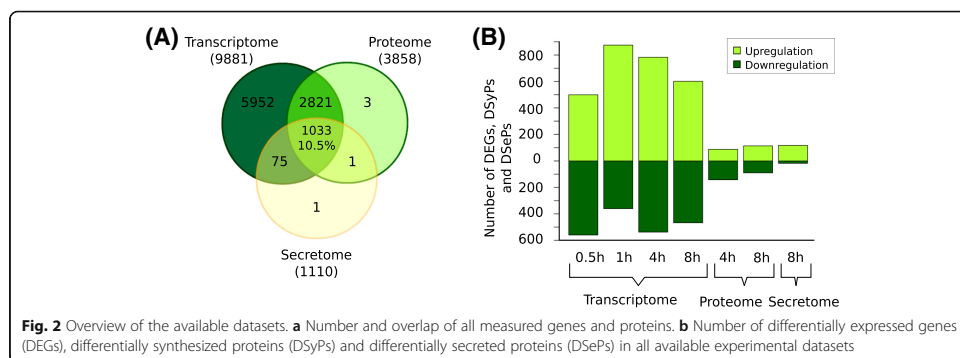 (A)
Transcriptome
(9881)
Proteome
(3858)
5952
2821
3
1033
10.5%
75
1
1
Secretome
(1110)
(B)
Upregulation
Downregulation
Number of DEGs, DSyPs
and DSePs
800
600
400
200
0
200
400
600
0.5h 1h 4h 8h 4h 8h 8h
Transcriptome Proteome Secretome
Fig. 2 Overview of the available datasets. a Number and overlap of all measured genes and proteins. b Number of differentially expressed genes
(DEGs), differentially synthesized proteins (DSyPs) and differentially secreted proteins (DSePs) in all available experimental datasets